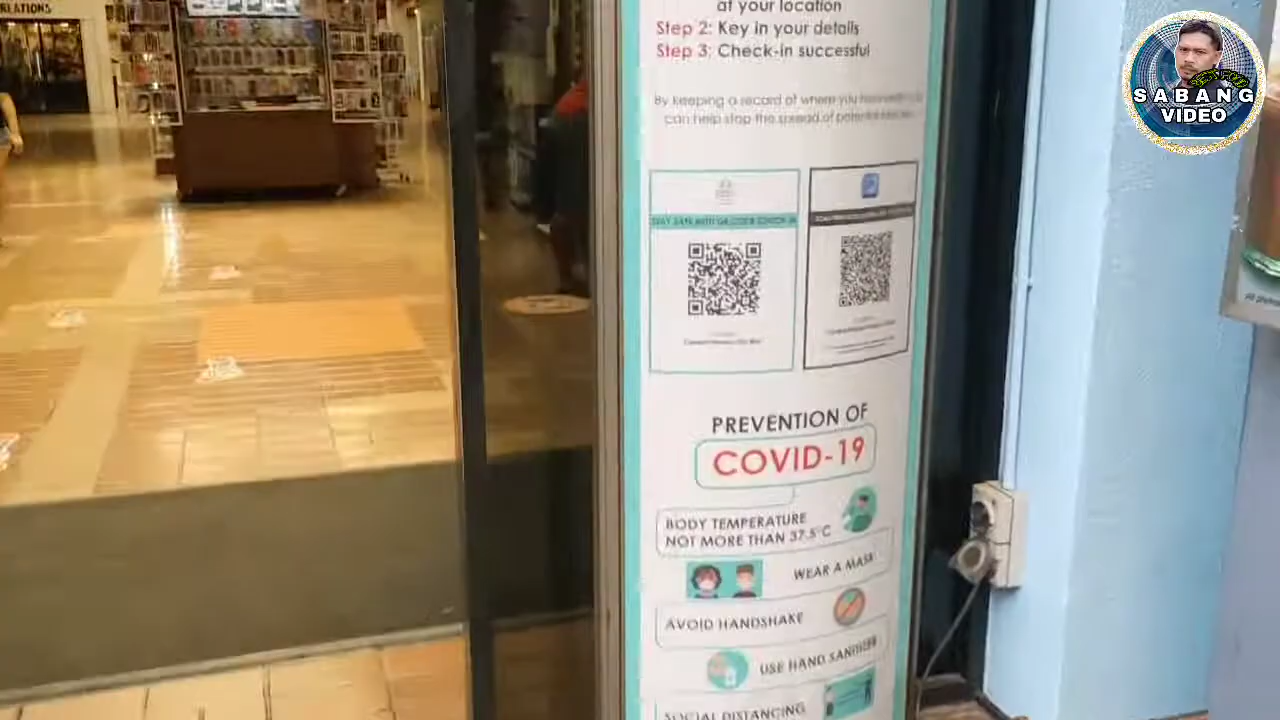 REATIONS
at your location
Step 2: Key in your details
Step 3: Check-in successful
By keeping a record of where you
can help stop the spread of
PREVENTION OF
COVID-19
BODY TEMPERATURE
NOT MORE THAN 37.5°C
WEAR A MASK
AVOID HANDSHAKE
USE HAND SANITISER
SOCIAL DISTANCING
SABANG
VIDEO